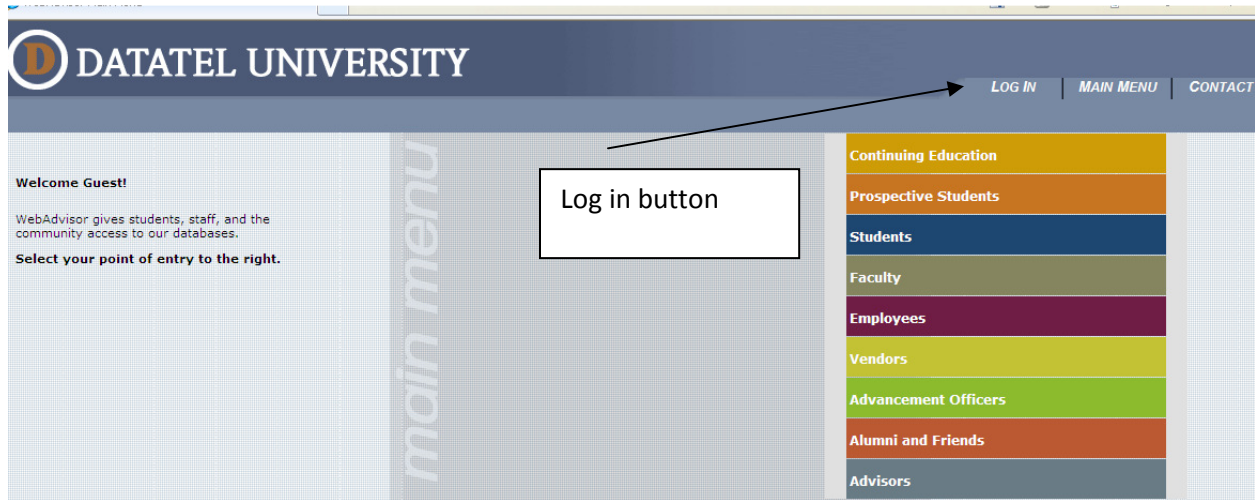 D DATATEL UNIVERSITY
LOG IN MAIN MENU CONTACT
Welcome Guest!
WebAdvisor gives students, staff, and the
community access to our databases.
Select your point of entry to the right.
main menu
Log in button
Continuing Education
Prospective Students
Students
Faculty
Employees
Vendors
Advancement Officers
Alumni and Friends
Advisors